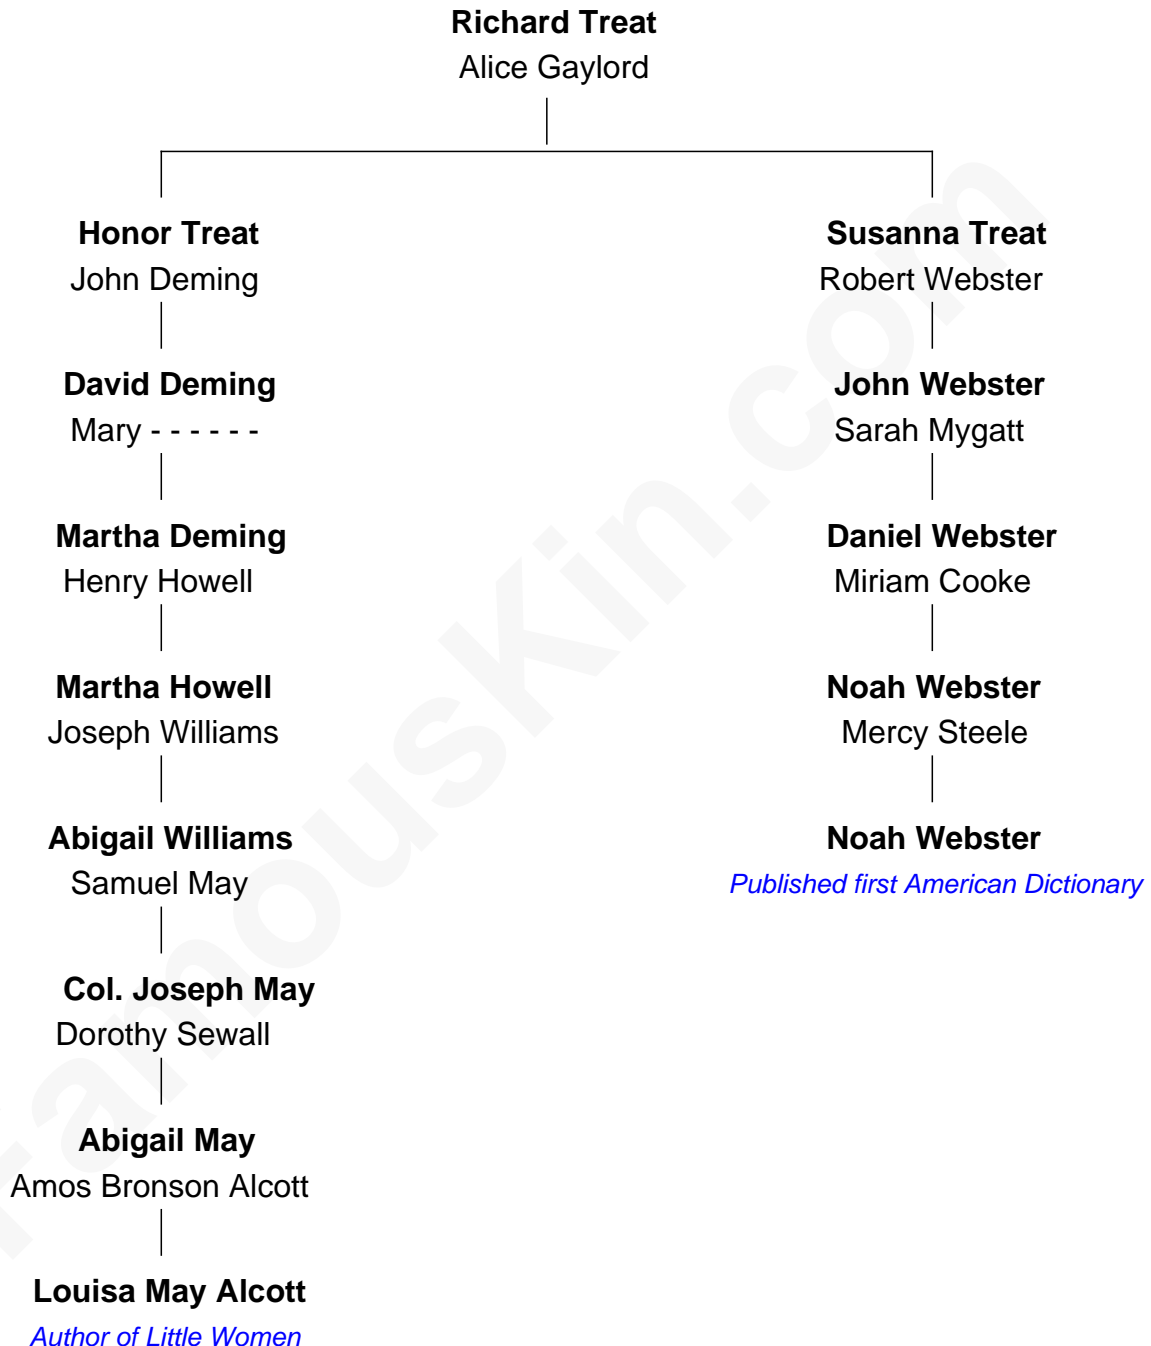 Richard Treat
Alice Gaylord
Honor Treat
John Deming
David Deming
Mary - - - - - -
Martha Deming
Henry Howell
Martha Howell
Joseph Williams
Abigail Williams
Samuel May
Col. Joseph May
Dorothy Sewall
Abigail May
Amos Bronson Alcott
Louisa May Alcott
Author of Little Women
Susanna Treat
Robert Webster
John Webster
Sarah Mygatt
Daniel Webster
Miriam Cooke
Noah Webster
Mercy Steele
Noah Webster
Published first American Dictionary
FamousKin.com